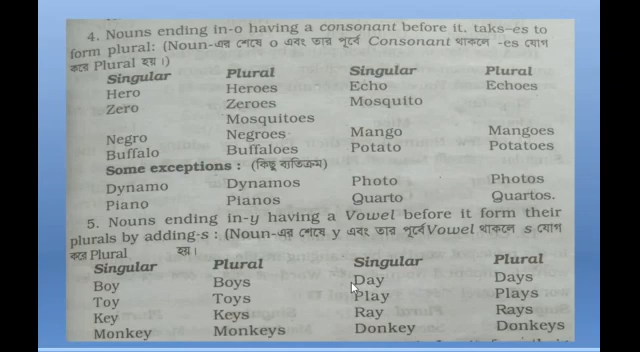 4. Nouns ending in-o having a consonant before it. taks–es to
form plural: (Noun-এর শেষে o এবং তার পূর্বে Consonant থাকলে -es যোগ
করে Plural হয়।)
Singular Plural Singular Plural
Hero Heroes Echo Echoes
Zero Zeroes Mosquito
Mosquitoes
Negro Negroes Mango Mangoes
Buffalo Buffaloes Potato Potatoes
Some exceptions : (কিছু ব্যতিক্রম)
Dynamo Dynamos Photo Photos
Piano Pianos Quarto Quartos.
5. Nouns ending in-y having a Vowel before it form their
plurals by adding-s : (Noun-এর শেষে y এবং তার পূর্বে Vowel থাকলে s যোগ
করে Plural হয়।
Singular Plural Singular Plural
Boy Boys Day Days
Toy Toys Play Plays
Key Keys Ray Rays
Monkey Monkeys Donkey Donkeys